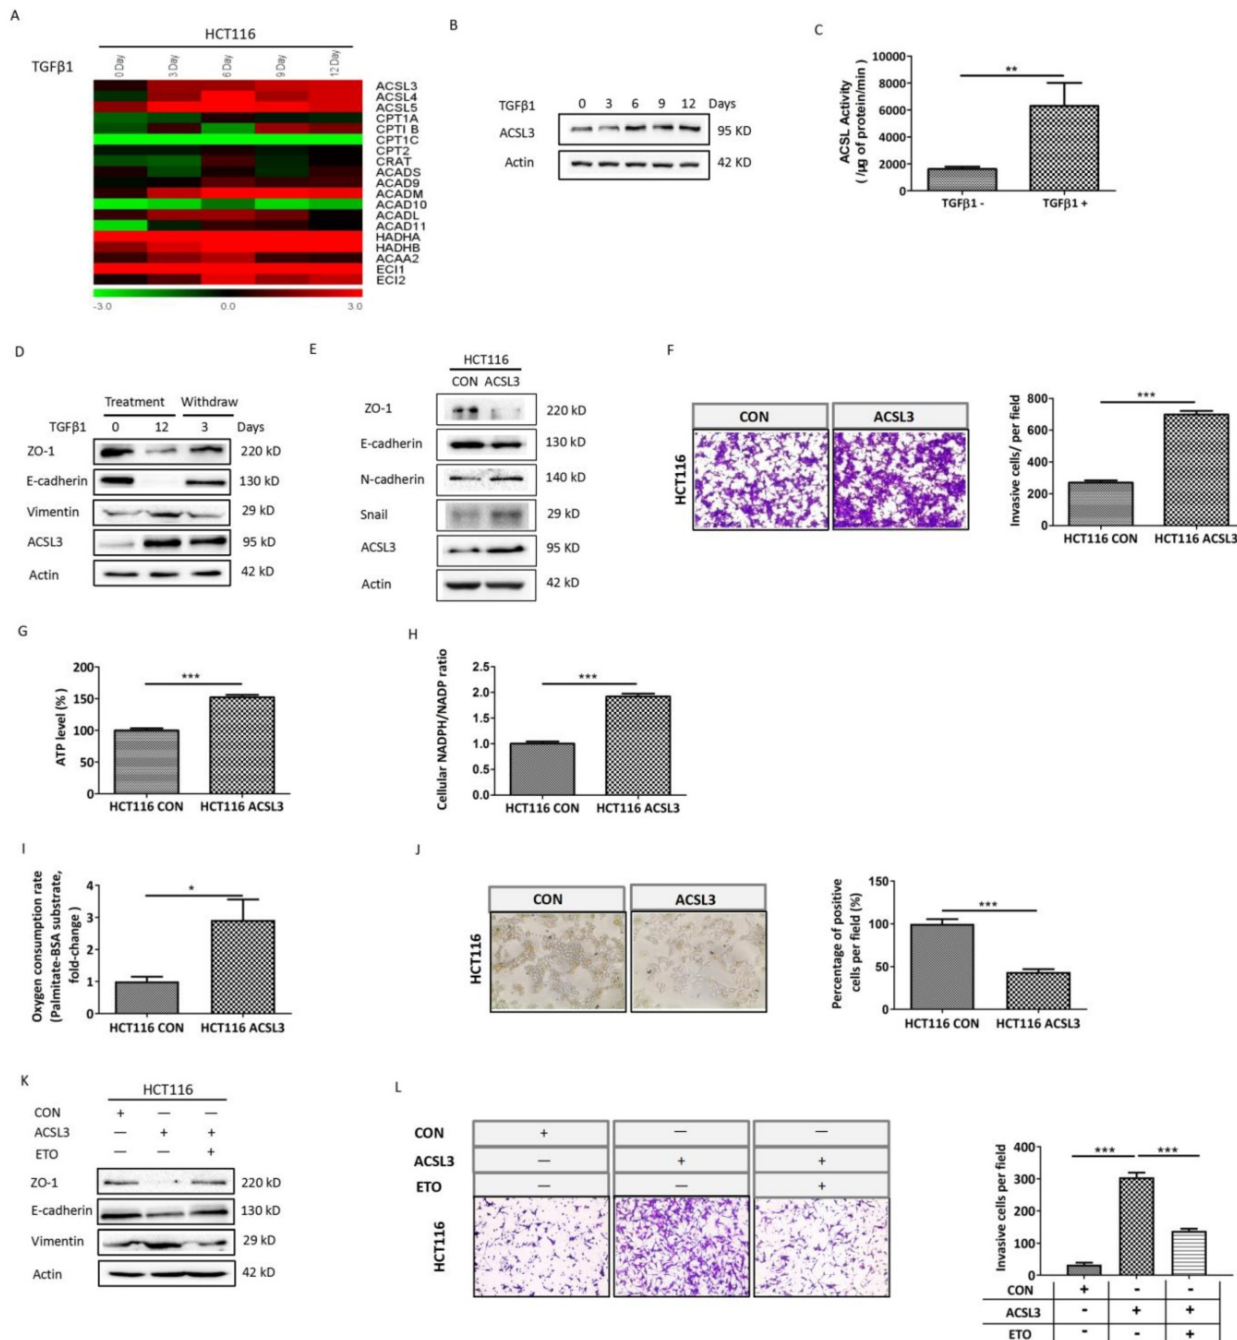 A
HCT116
TGFβ1
0 Day 3 Day 6 Day 9 Day 12 Day
ACSL3
ACSL4
ACSL5
CPT1A
CPTI B
CPT1C
CPT2
CRAT
ACADS
ACAD9
ACADM
ACAD10
ACADL
ACAD11
HADHA
HADHB
ACAA2
ECI1
ECI2
-3.0 0.0 3.0
B
TGFβ1 0 3 6 9 12 Days
ACSL3 95 KD
Actin 42 KD
C
ACSL Activity
( /µg of protein/min)
10000
8000
6000
4000
2000
0
**
TGFβ1 - TGFβ1 +
D
Treatment Withdraw
TGFβ1 0 12 3 Days
ZO-1 220 kD
E-cadherin 130 kD
Vimentin 29 kD
ACSL3 95 kD
Actin 42 kD
E
HCT116
CON ACSL3
ZO-1 220 kD
E-cadherin 130 kD
N-cadherin 140 kD
Snail 29 kD
ACSL3 95 KD
Actin 42 kD
F
CON ACSL3
HCT116
Invasive cells/ per field
800
600
400
200
0
***
HCT116 CON HCT116 ACSL3
G
ATP level (%)
200
150
100
50
0
***
HCT116 CON HCT116 ACSL3
H
Cellular NADPH/NADP ratio
2.5
2.0
1.5
1.0
0.5
0.0
***
HCT116 CON HCT116 ACSL3
I
Oxygen consumption rate
(Palmitate-BSA substrate,
fold-change )
4
3
2
1
0
*
HCT116 CON HCT116 ACSL3
J
CON ACSL3
HCT116
Percentage of positive
cells per field (%)
150
100
50
0
***
HCT116 CON HCT116 ACSL3
K
HCT116
CON + — —
ACSL3 — + +
ETO — — +
ZO-1 220 kD
E-cadherin 130 kD
Vimentin 29 kD
Actin 42 kD
L
CON + — —
ACSL3 — + +
ETO — — +
HCT116
Invasive cells per field
400
300
200
100
0
*** ***
CON + - -
ACSL3 - + +
ETO - - +